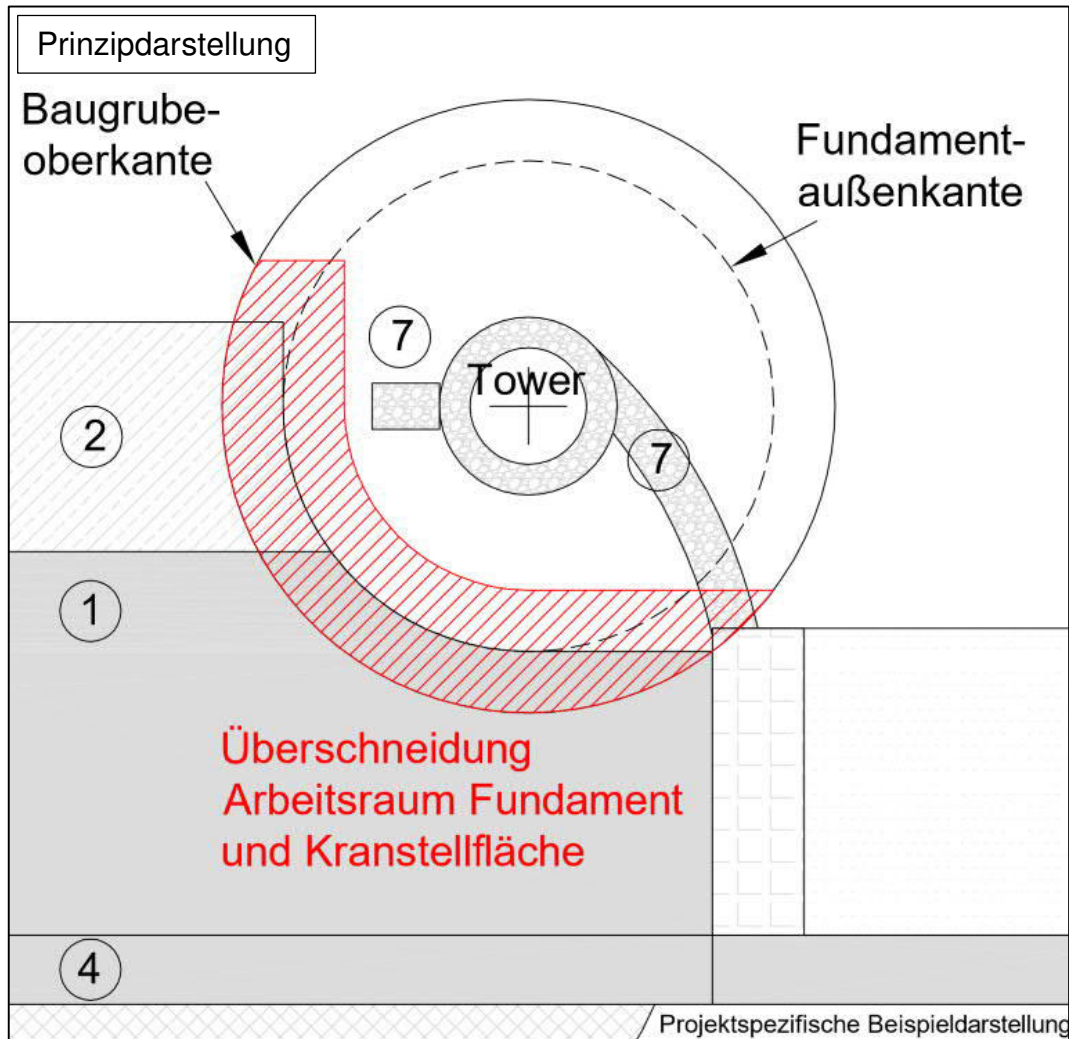 Prinzipdarstellung
Baugrube-
oberkante
Fundament-
außenkante
7
Tower
2
7
1
Überschneidung
Arbeitsraum Fundament
und Kranstellfläche
4
Projektspezifische Beispieldarstellung